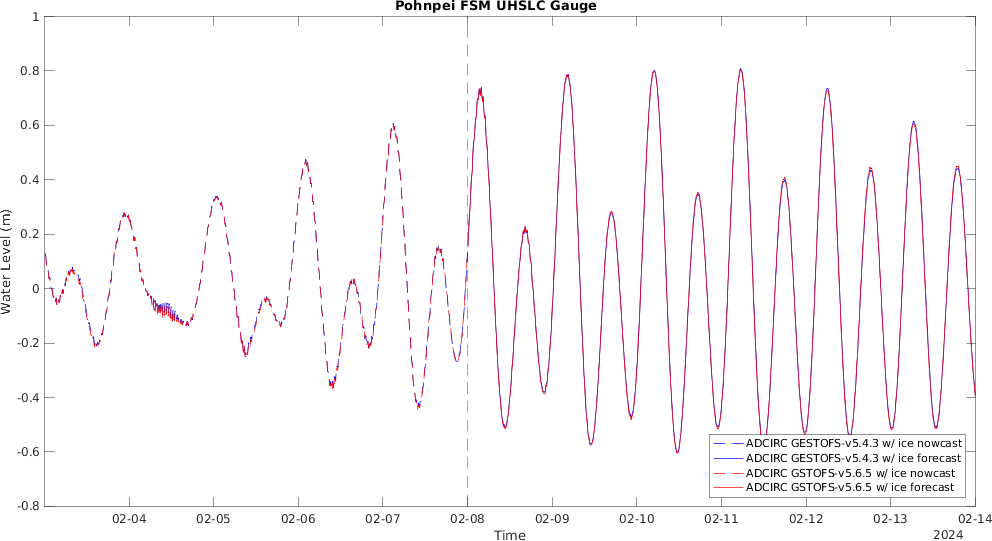 Pohnpei FSM UHSLC Gauge
1
0.8
0.6
0.4
0.2
0
-0.2
-0.4
-0.6
-0.8
Water Level (m)
ADCIRC GESTOFS-v5.4.3 w/ ice nowcast
ADCIRC GESTOFS-v5.4.3 w/ ice forecast
ADCIRC GSTOFS-v5.6.5 w/ ice nowcast
ADCIRC GSTOFS-v5.6.5 w/ ice forecast
02-04 02-05 02-06 02-07 02-08 02-09 02-10 02-11 02-12 02-13 02-14
Time
2024